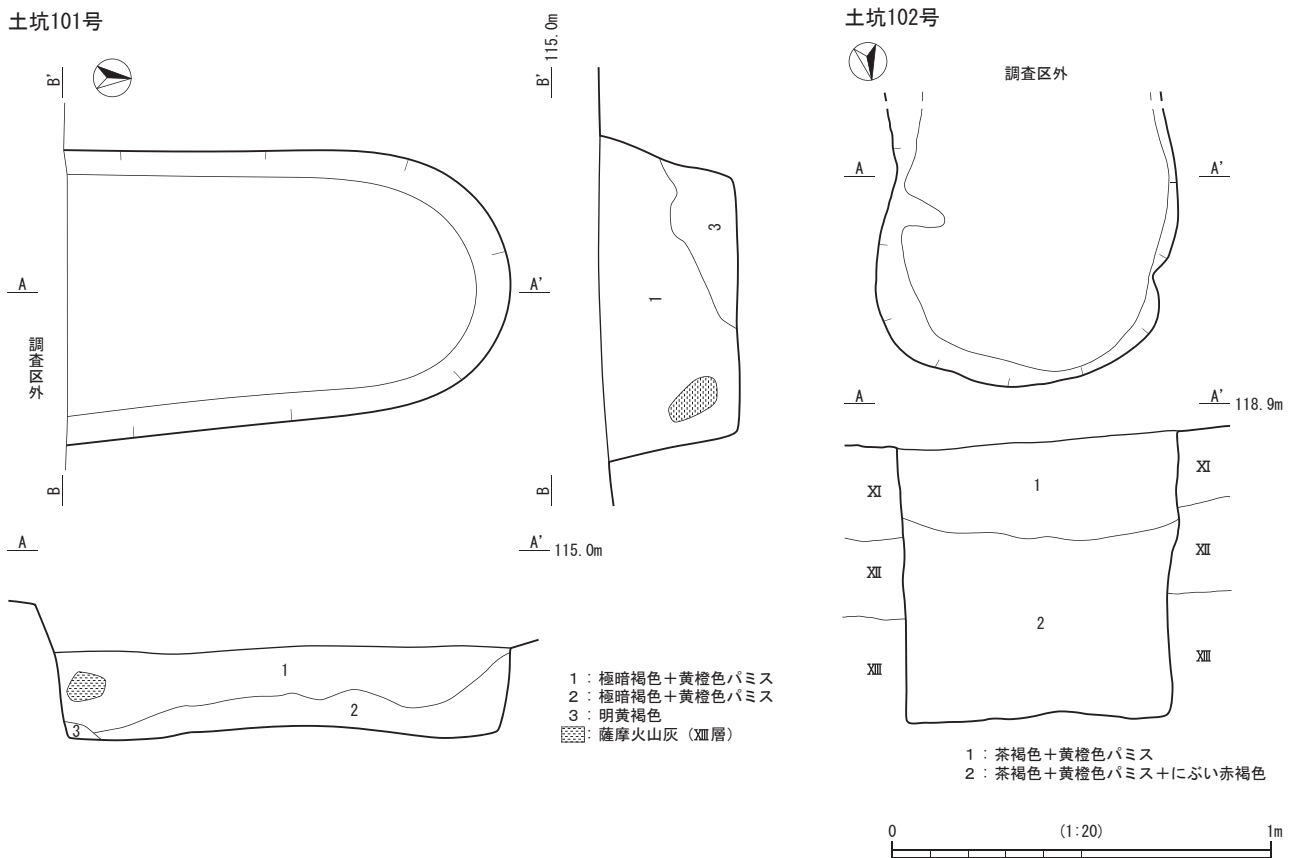 土坑101号
B'
B' 115.0m
A
A'
調査区外
1
3
B
B
A
A' 115.0m
1
2
3
1：極暗褐色＋黄橙色パミス
2：極暗褐色＋黄橙色パミス
3：明黄褐色
：薩摩火山灰（Ⅻ層）
土坑102号
調査区外
A
A'
A
A' 118.9m
Ⅺ
Ⅺ
1
Ⅻ
Ⅻ
2
XIII
XIII
1：茶褐色＋黄橙色パミス
2：茶褐色＋黄橙色パミス＋にぶい赤褐色
0 (1:20) 1m